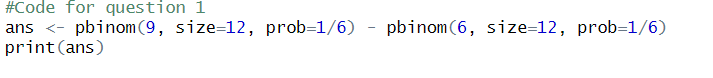 #Code for question 1
ans <- pbinom(9, size=12, prob=1/6) - pbinom(6, size=12, prob=1/6)
print(ans)